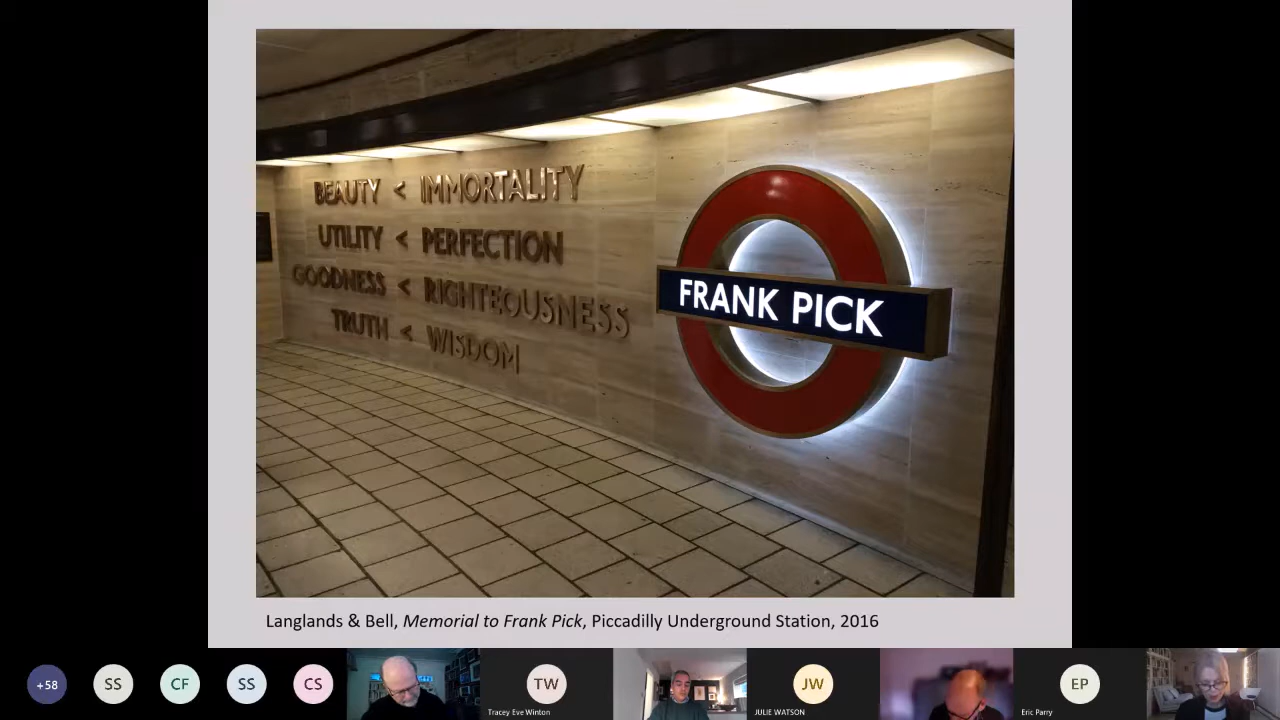 BEAUTY < IMMORTALITY
UTILITY < PERFECTION
GOODNESS < RIGHTEOUSNESS
TRUTH < WISDOM
FRANK PICK
Langlands & Bell, Memorial to Frank Pick, Piccadilly Underground Station, 2016
+58
SS
CF
SS
CS
TW
Tracey Eve Winton
JW
JULIE WATSON
EP
Eric Parry